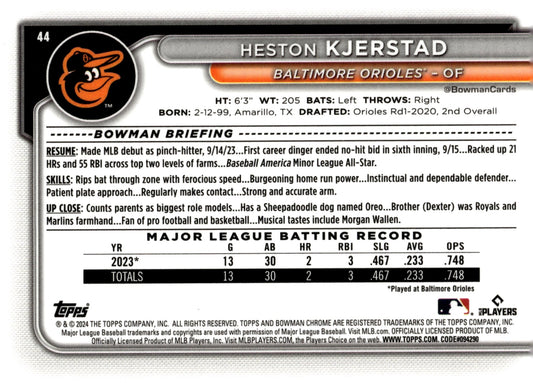 44
HESTON KJERSTAD
BALTIMORE ORIOLES™ – OF
@BowmanCards
HT: 6'3" WT: 205 BATS: Left THROWS: Right
BORN: 2-12-99, Amarillo, TX DRAFTED: Orioles Rd1-2020, 2nd Overall
BOWMAN BRIEFING
RESUME: Made MLB debut as pinch-hitter, 9/14/23...First career dinger ended no-hit bid in sixth inning, 9/15...Racked up 21
HRs and 55 RBI across top two levels of farms...Baseball America Minor League All-Star.
SKILLS: Rips bat through zone with ferocious speed...Burgeoning home run power...Instinctual and dependable defender...
Patient plate approach...Regularly makes contact...Strong and accurate arm.
UP CLOSE: Counts parents as biggest role models...Has a Sheepadoodle dog named Oreo...Brother (Dexter) was Royals and
Marlins farmhand...Fan of pro football and basketball...Musical tastes include Morgan Wallen.
MAJOR LEAGUE BATTING RECORD
YR G AB HR RBI SLG AVG OPS
2023* 13 30 2 3 .467 .233 .748
TOTALS 13 30 2 3 .467 .233 .748
*Played at Baltimore Orioles
topps
MLB PLAYERS
® & © 2024 THE TOPPS COMPANY, INC. ALL RIGHTS RESERVED. TOPPS AND BOWMAN CHROME ARE REGISTERED TRADEMARKS OF THE TOPPS COMPANY, INC.
Major League Baseball trademarks and copyrights are used with permission of Major League Baseball. Visit MLB.com. OFFICIALLY LICENSED PRODUCT OF MLB.
Officially Licensed Product of MLB Players, Inc. Visit MLBPLAYERS.com, the Players Choice on the web. WWW.TOPPS.COM. CODE#094290